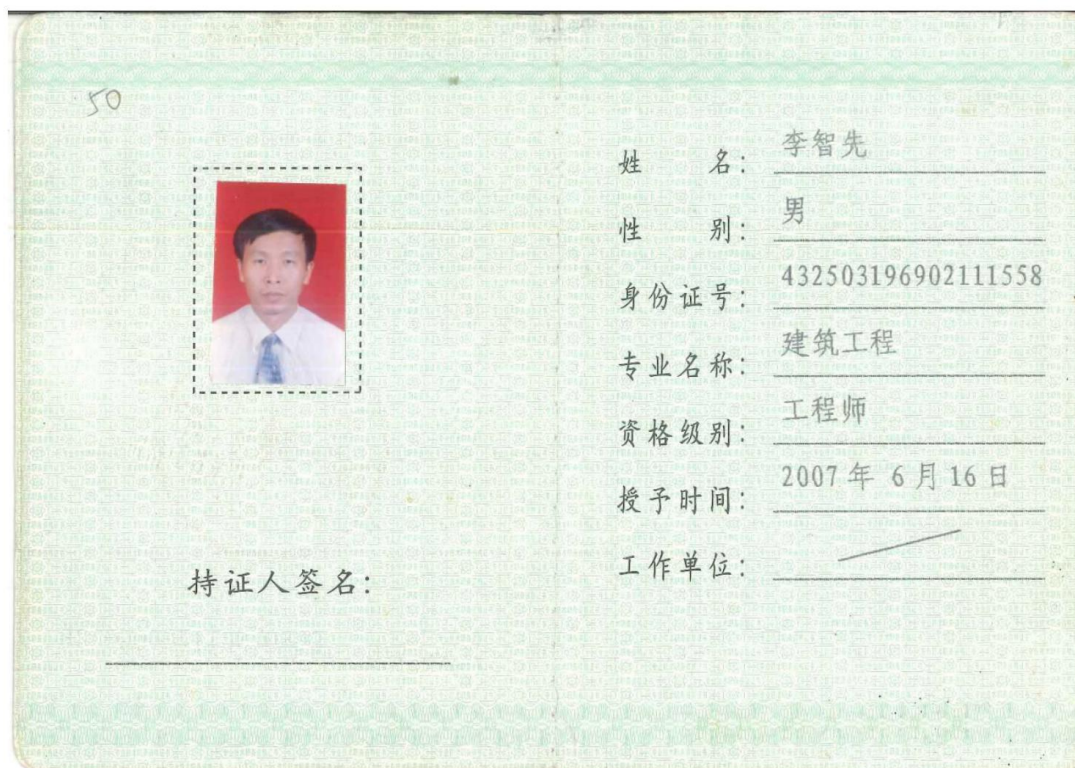 50
姓 名: 李智先
性 别: 男
身份证号: 432503196902111558
专业名称: 建筑工程
资格级别: 工程师
授予时间: 2007 年 6 月 16 日
工作单位:
持证人签名: